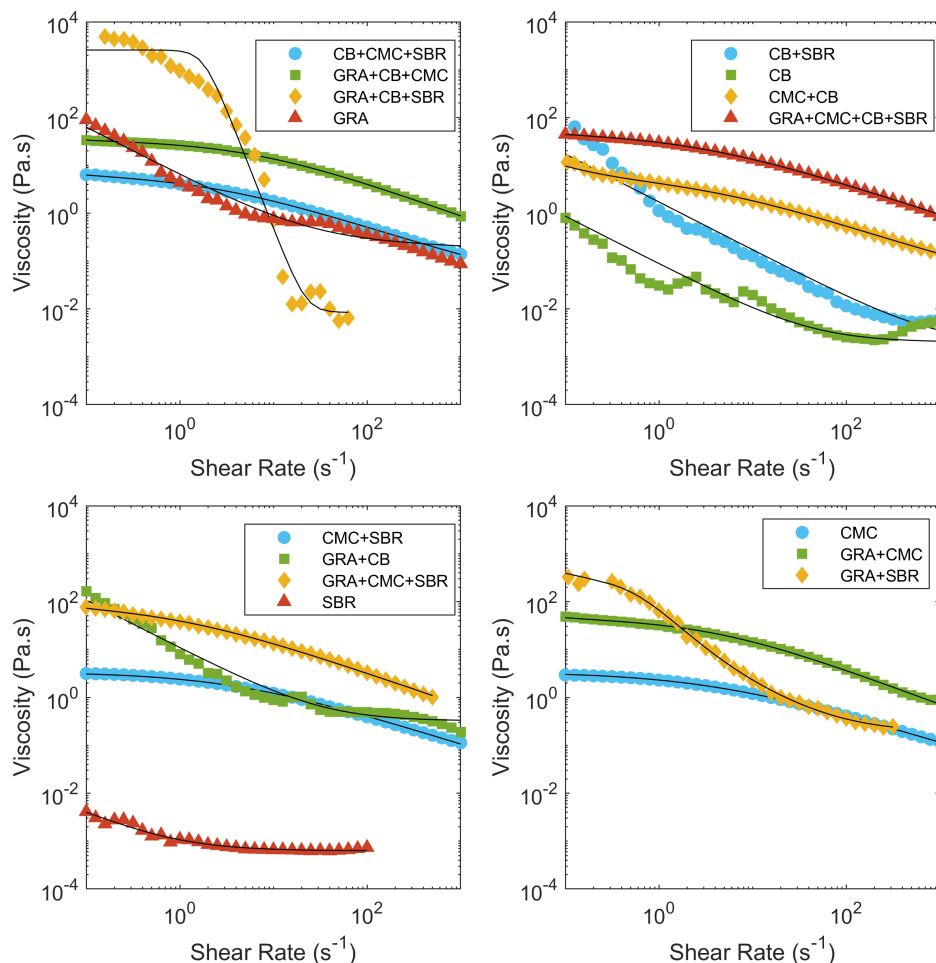 10^4
10^2
10^0
10^-2
10^-4
Viscosity (Pa.s)
CB+CMC+SBR
GRA+CB+CMC
GRA+CB+SBR
GRA
10^0
10^2
Shear Rate (s^-1)
10^4
10^2
10^0
10^-2
10^-4
Viscosity (Pa.s)
CB+SBR
CB
CMC+CB
GRA+CMC+CB+SBR
10^0
10^2
Shear Rate (s^-1)
10^4
10^2
10^0
10^-2
10^-4
Viscosity (Pa.s)
CMC+SBR
GRA+CB
GRA+CMC+SBR
SBR
10^0
10^2
Shear Rate (s^-1)
10^4
10^2
10^0
10^-2
10^-4
Viscosity (Pa.s)
CMC
GRA+CMC
GRA+SBR
10^0
10^2
Shear Rate (s^-1)